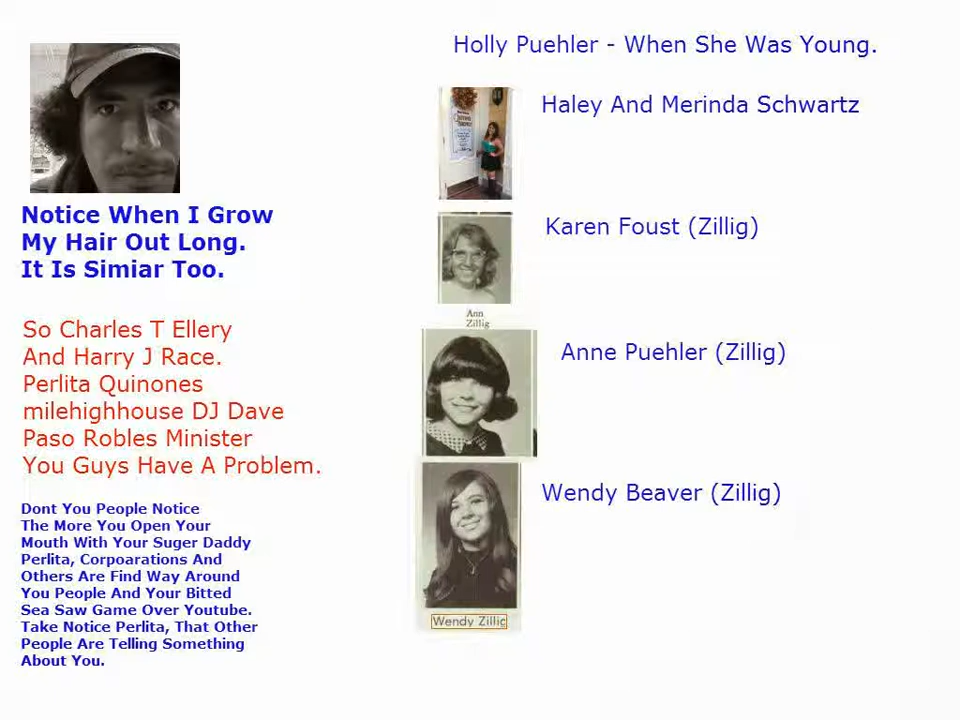 Holly Puehler - When She Was Young.
Haley And Merinda Schwartz
Notice When I Grow
My Hair Out Long.
It Is Simiar Too.
Karen Foust (Zillig)
Ann
Zillig
So Charles T Ellery
And Harry J Race.
Perlita Quinones
milehighhouse DJ Dave
Paso Robles Minister
You Guys Have A Problem.
Anne Puehler (Zillig)
Wendy Beaver (Zillig)
Wendy Zillig
Dont You People Notice
The More You Open Your
Mouth With Your Suger Daddy
Perlita, Corpoarations And
Others Are Find Way Around
You People And Your Bitted
Sea Saw Game Over Youtube.
Take Notice Perlita, That Other
People Are Telling Something
About You.